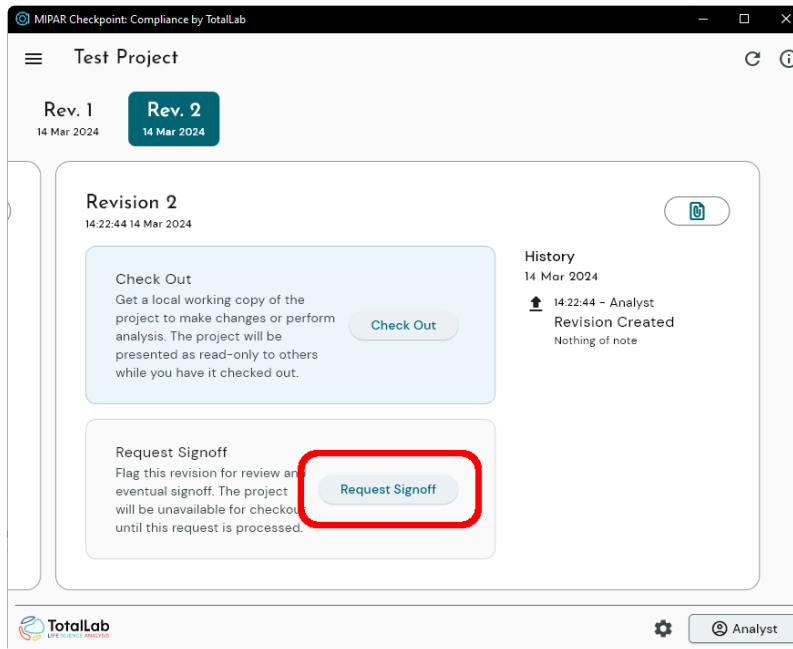 MIPAR Checkpoint: Compliance by TotalLab
Test Project
Rev. 1
14 Mar 2024
Rev. 2
14 Mar 2024
Revision 2
14:22:44 14 Mar 2024
Check Out
Get a local working copy of the
project to make changes or perform
analysis. The project will be
presented as read-only to others
while you have it checked out.
Check Out
Request Signoff
Flag this revision for review and
eventual signoff. The project
will be unavailable for checkout
until this request is processed.
Request Signoff
History
14 Mar 2024
14:22:44 - Analyst
Revision Created
Nothing of note
TotalLab
LIFE SCIENCE ANALYSIS
Analyst